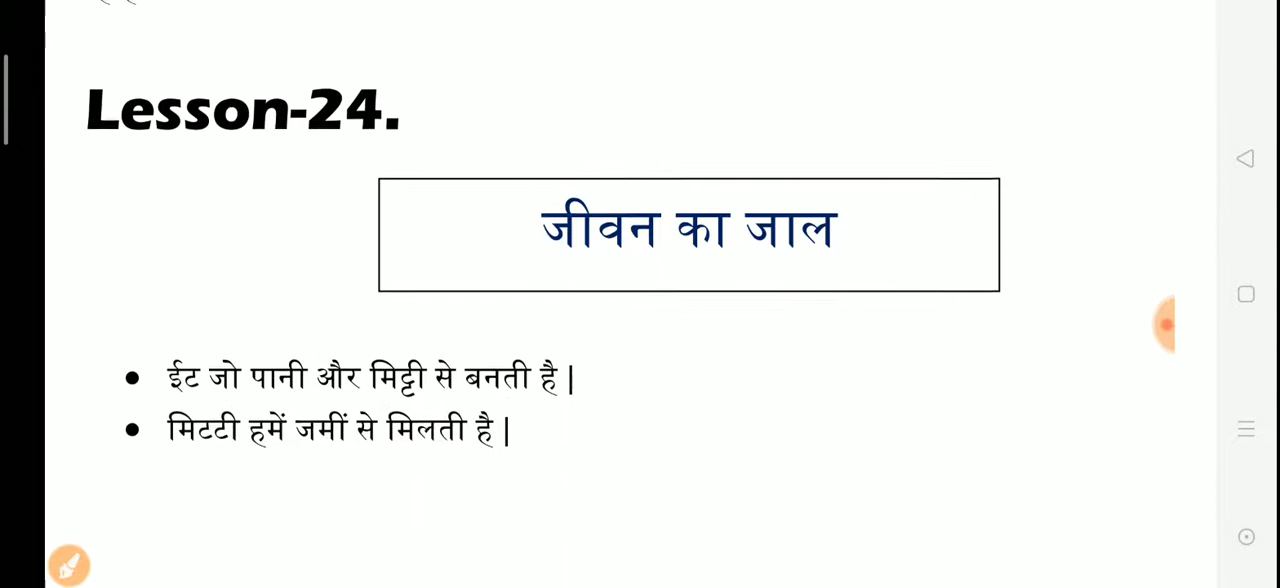 Lesson-24.
जीवन का जाल
• ईट जो पानी और मिट्टी से बनती है |
• मिटटी हमें जमीं से मिलती है |